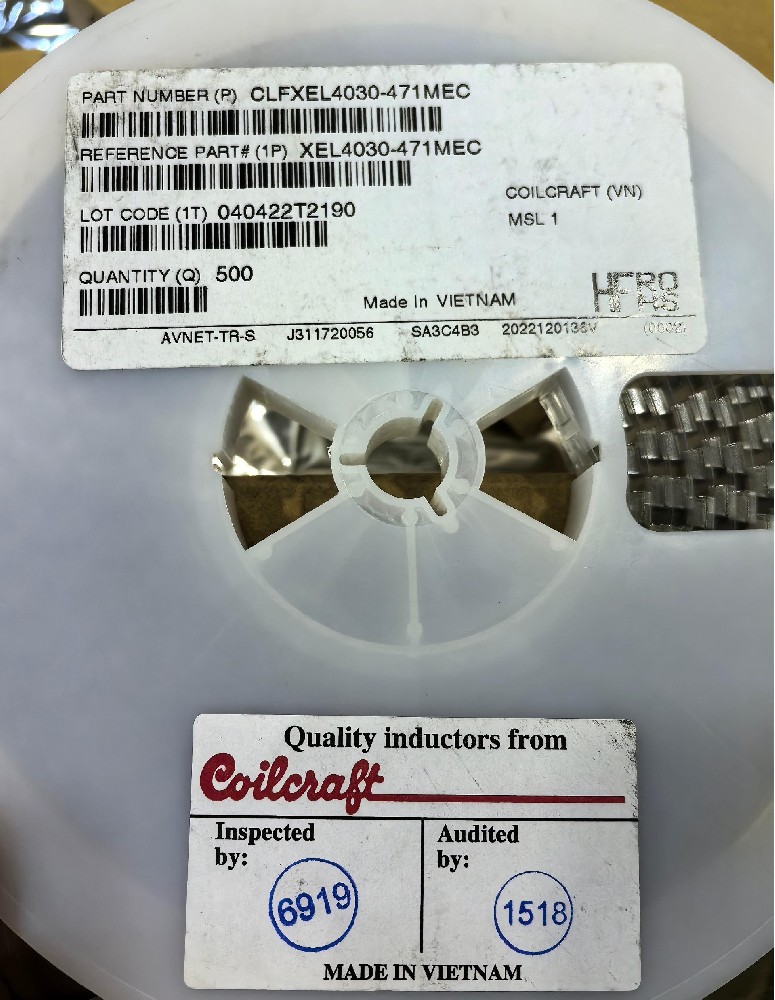 PART NUMBER (P) CLFXEL4030-471MEC
REFERENCE PART# (1P) XEL4030-471MEC
COILCRAFT (VN)
LOT CODE (1T) 040422T2190
MSL 1
QUANTITY (Q) 500
Made In VIETNAM
HFRO
HS
AVNET-TR-S J311720056 SA3C4B3
Quality inductors from
Coilcraft
Inspected by:
6919
Audited by:
1518
MADE IN VIETNAM